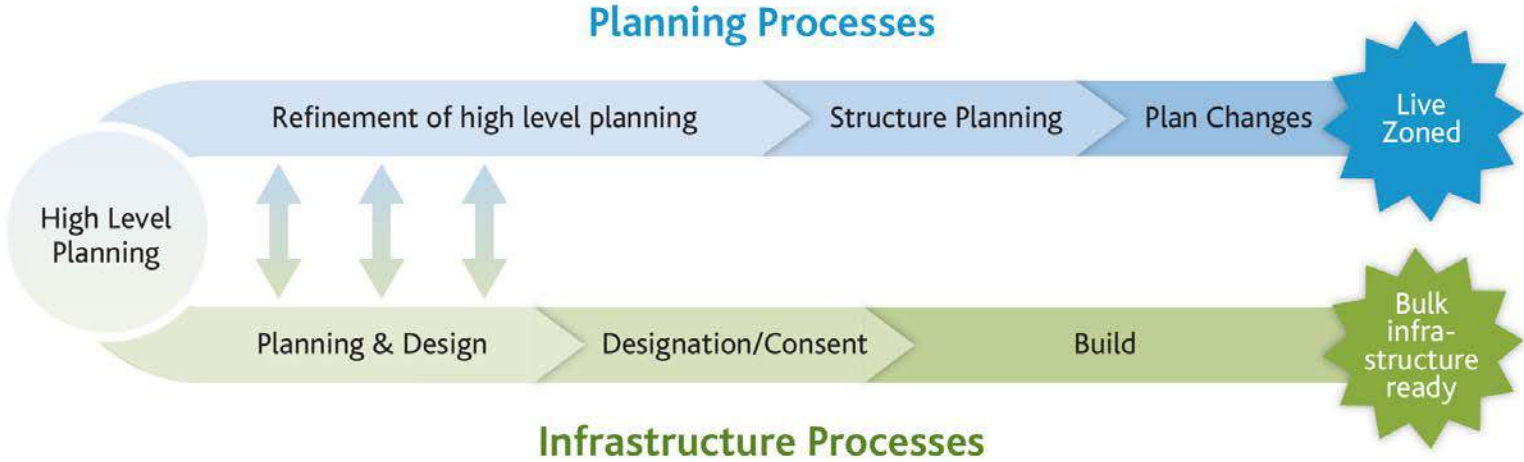 Planning Processes
Refinement of high level planning
Structure Planning
Plan Changes
Live
Zoned
High Level
Planning
Planning & Design
Designation/Consent
Build
Bulk
infra-
structure
ready
Infrastructure Processes